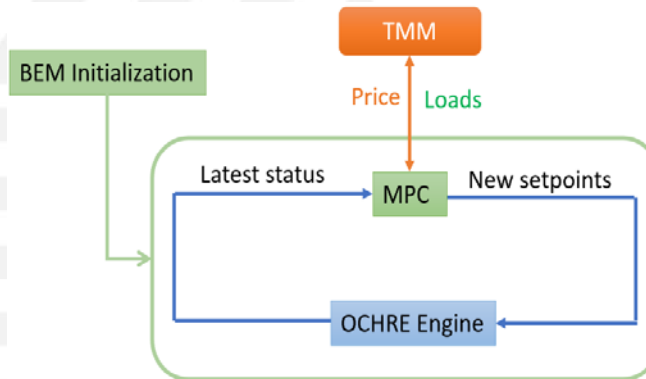 TMM
BEM Initialization
Price
Loads
Latest status
MPC
New setpoints
OCHRE Engine